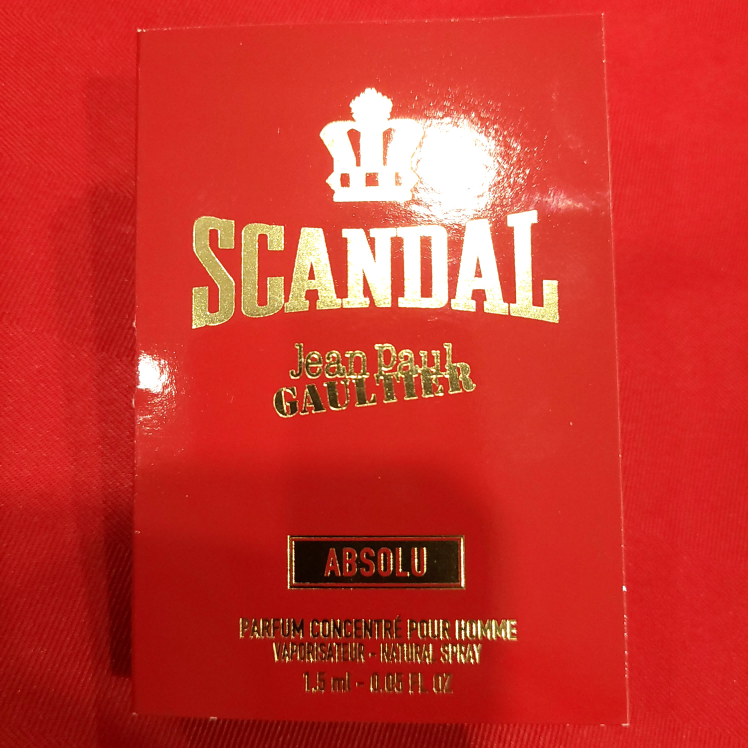 SCANDAL
Jean Paul
GAULTIER
ABSOLU
PARFUM CONCENTRÉ POUR HOMME
VAPORISATEUR - NATURAL SPRAY
1.5 ml - 0.05 FL OZ